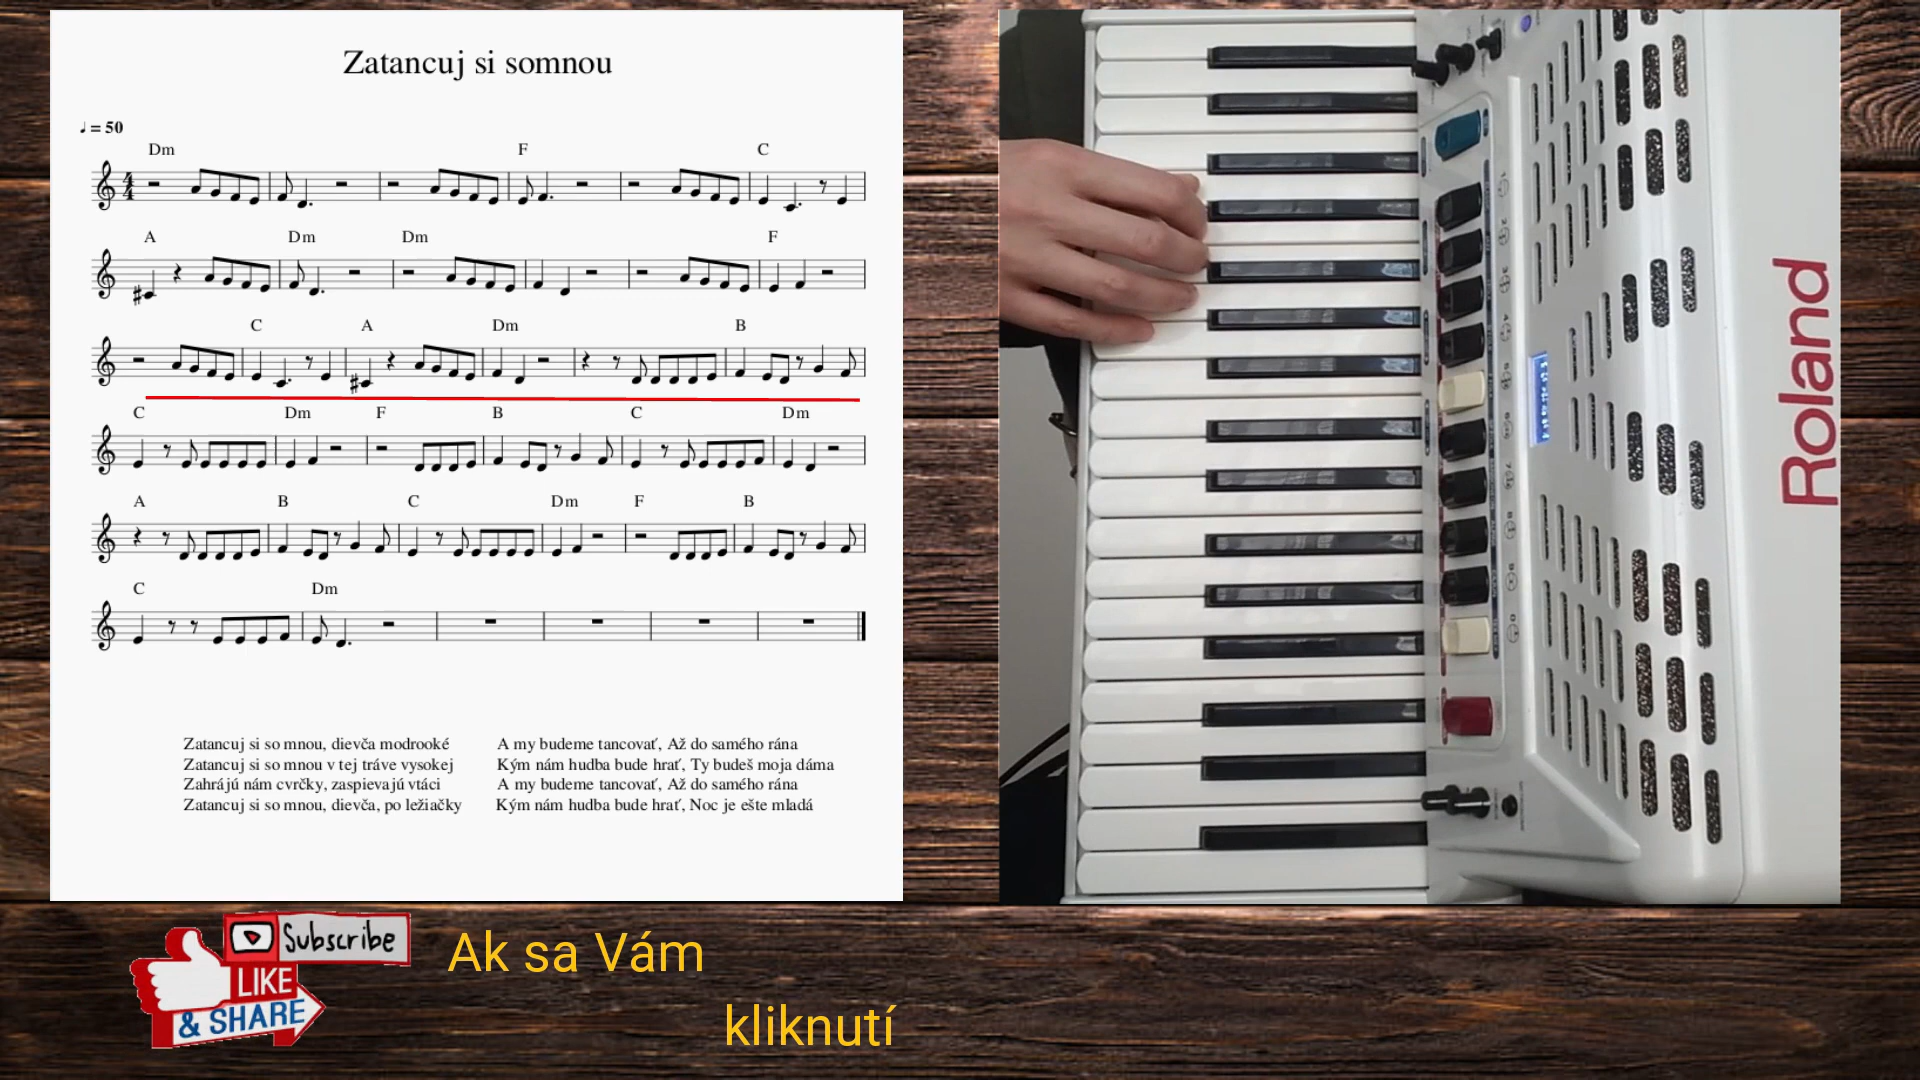 Zatancuj si somnou
♩ = 50
Dm F C
A Dm Dm F
C A Dm B
C Dm F B C Dm
A B C Dm F B
C Dm
Zatancuj si so mnou, dievča modrooké
Zatancuj si so mnou v tej tráve vysokej
Zahrájú nám cvrčky, zaspievajú vtáci
Zatancuj si so mnou, dievča, po ležiačky
A my budeme tancovať, Až do samého rána
Kým nám hudba bude hrať, Ty budeš moja dáma
A my budeme tancovať, Až do samého rána
Kým nám hudba bude hrať, Noc je ešte mladá
Roland
Subscribe
LIKE
& SHARE
Ak sa Vám
kliknutí